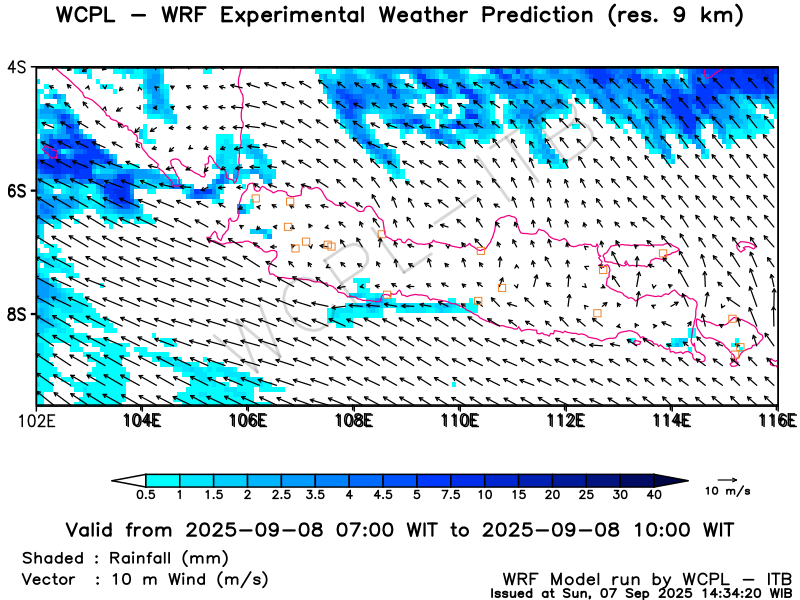 WCPL – WRF Experimental Weather Prediction (res. 9 km)
4S
6S
8S
102E 104E 106E 108E 110E 112E 114E 116E
WCPL–ITB
0.5 1 1.5 2 2.5 3.5 4 4.5 5 7.5 10 15 20 25 30 40
10 m/s
Valid from 2025–09–08 07:00 WIT to 2025–09–08 10:00 WIT
Shaded : Rainfall (mm)
Vector : 10 m Wind (m/s)
WRF Model run by WCPL – ITB
Issued at Sun, 07 Sep 2025 14:34:20 WIB